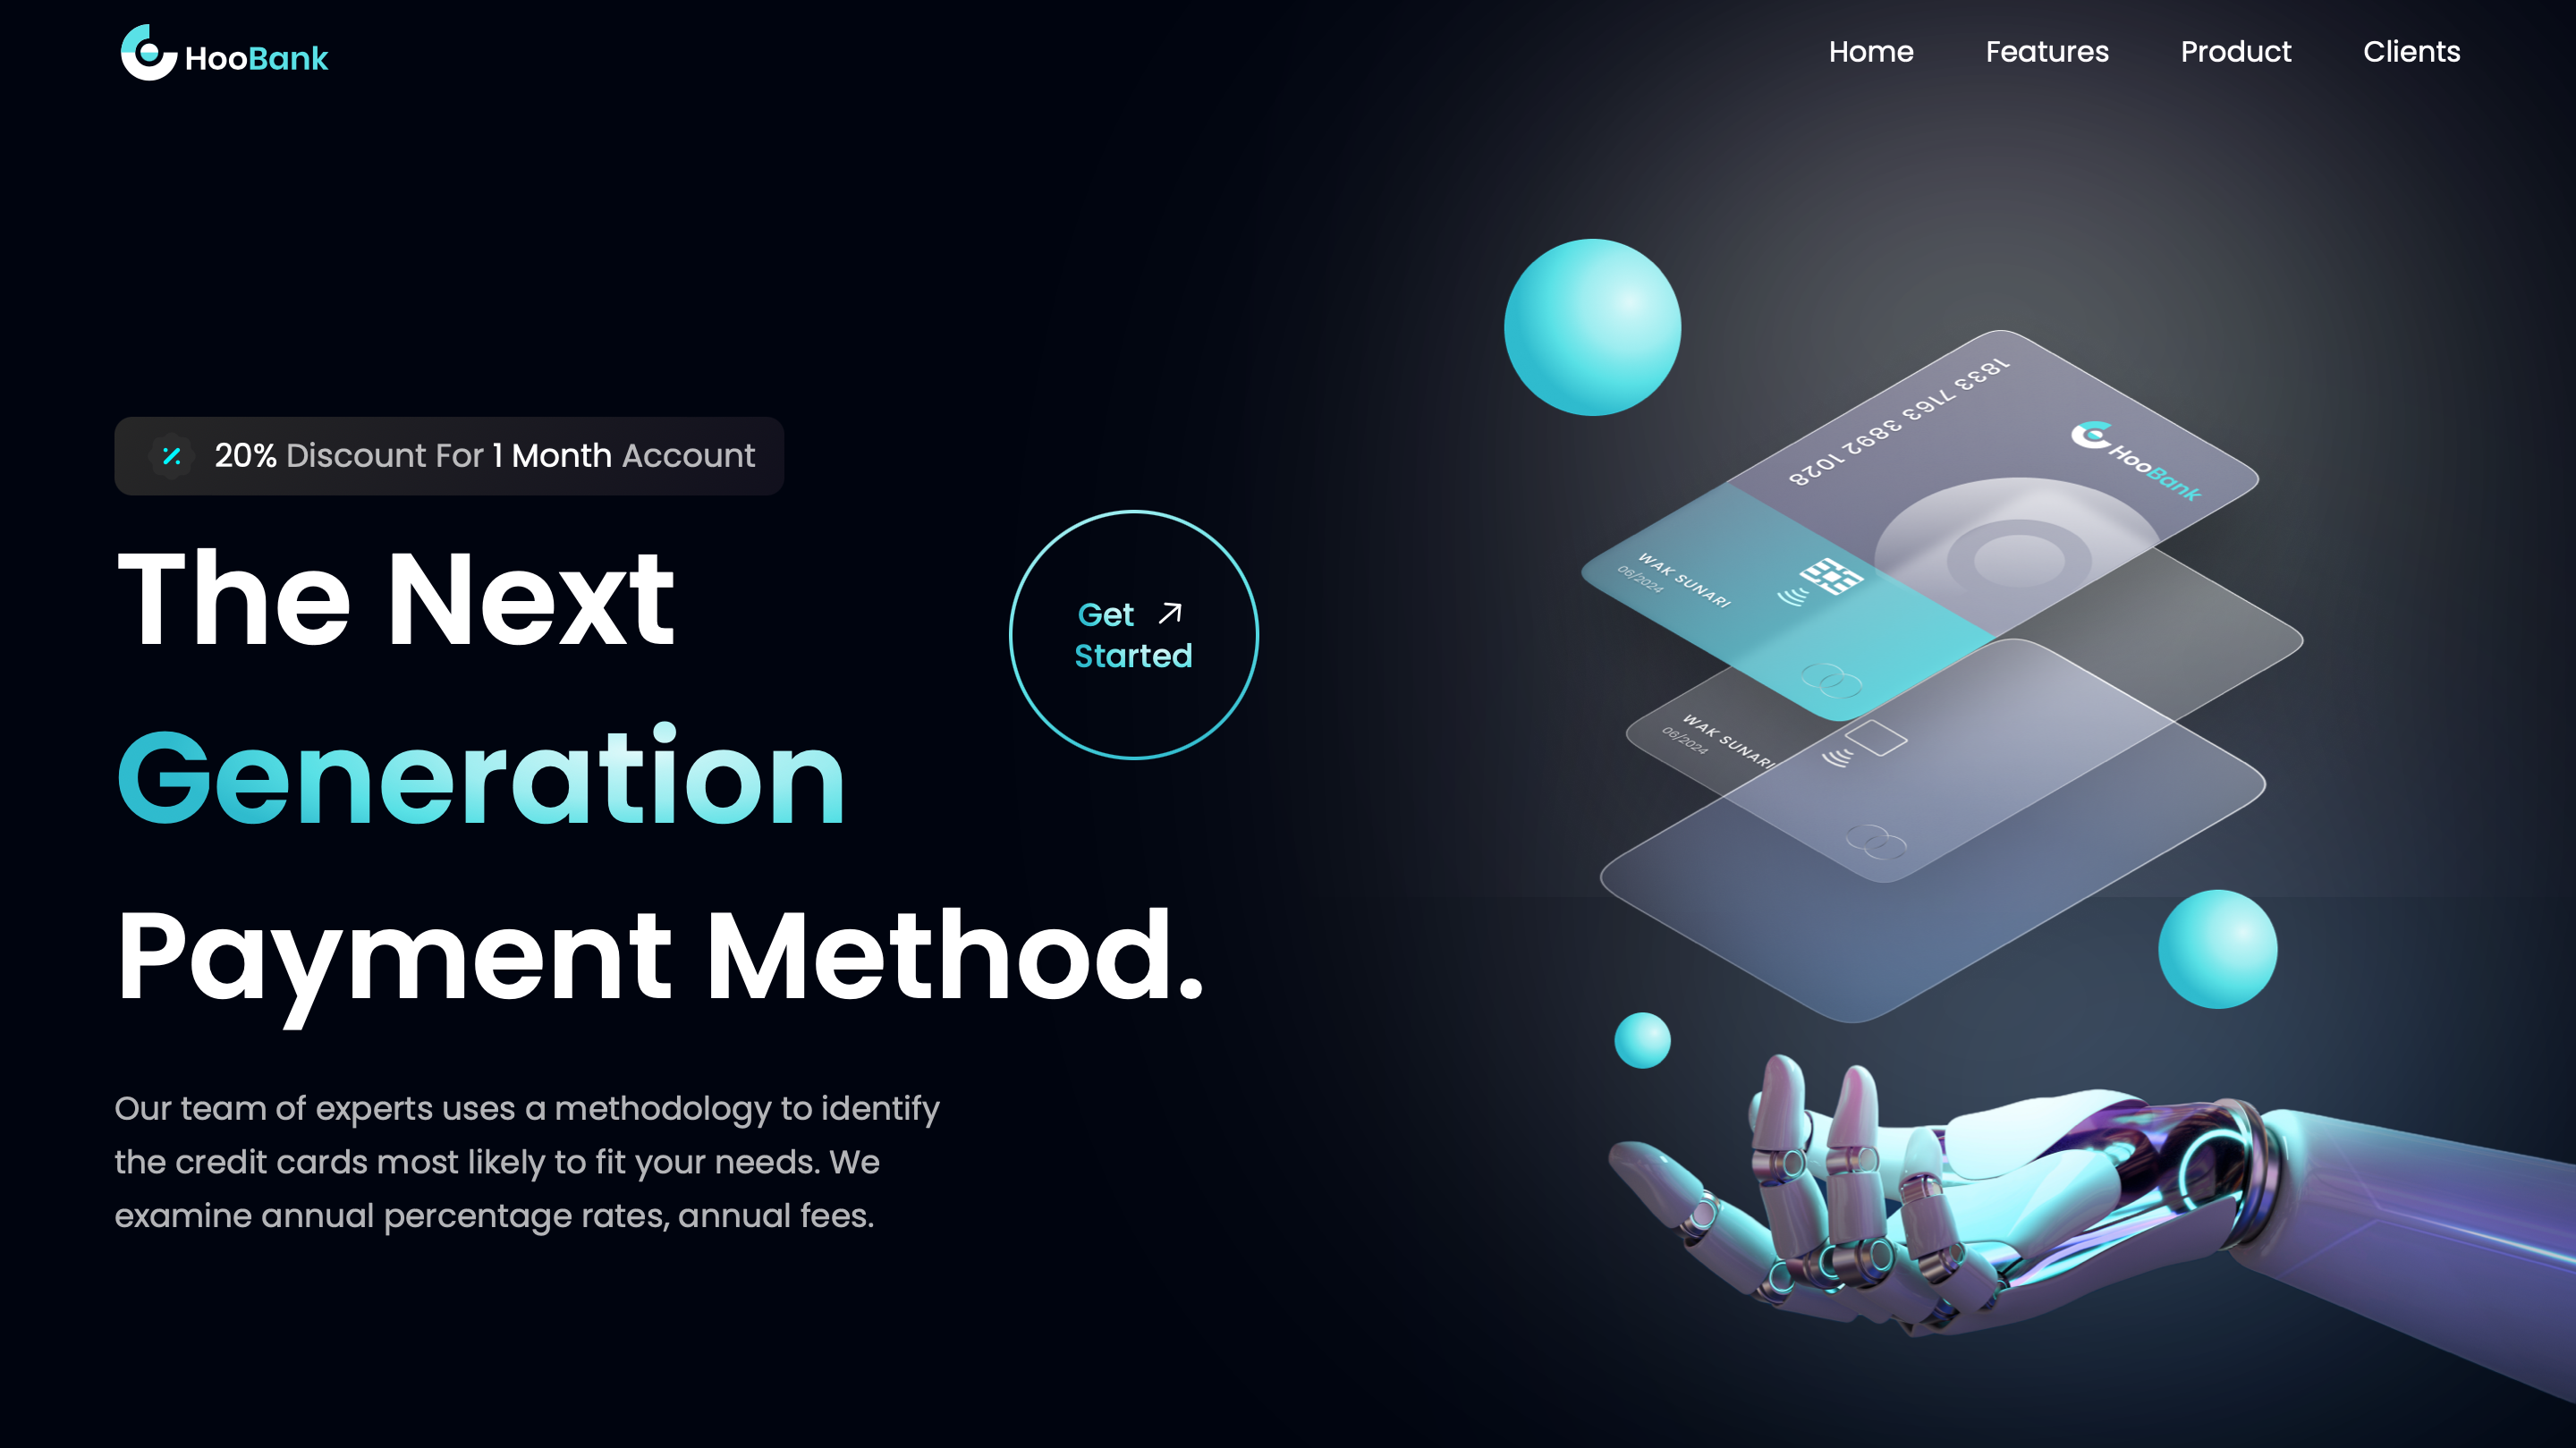 HooBank
Home Features Product Clients
20% Discount For 1 Month Account
The Next
Generation
Payment Method.
Get
Started
Our team of experts uses a methodology to identify
the credit cards most likely to fit your needs. We
examine annual percentage rates, annual fees.
1833 7163 3892 1028
HooBank
WAK SUNARI
06/2024
WAK SUNARI
06/2024